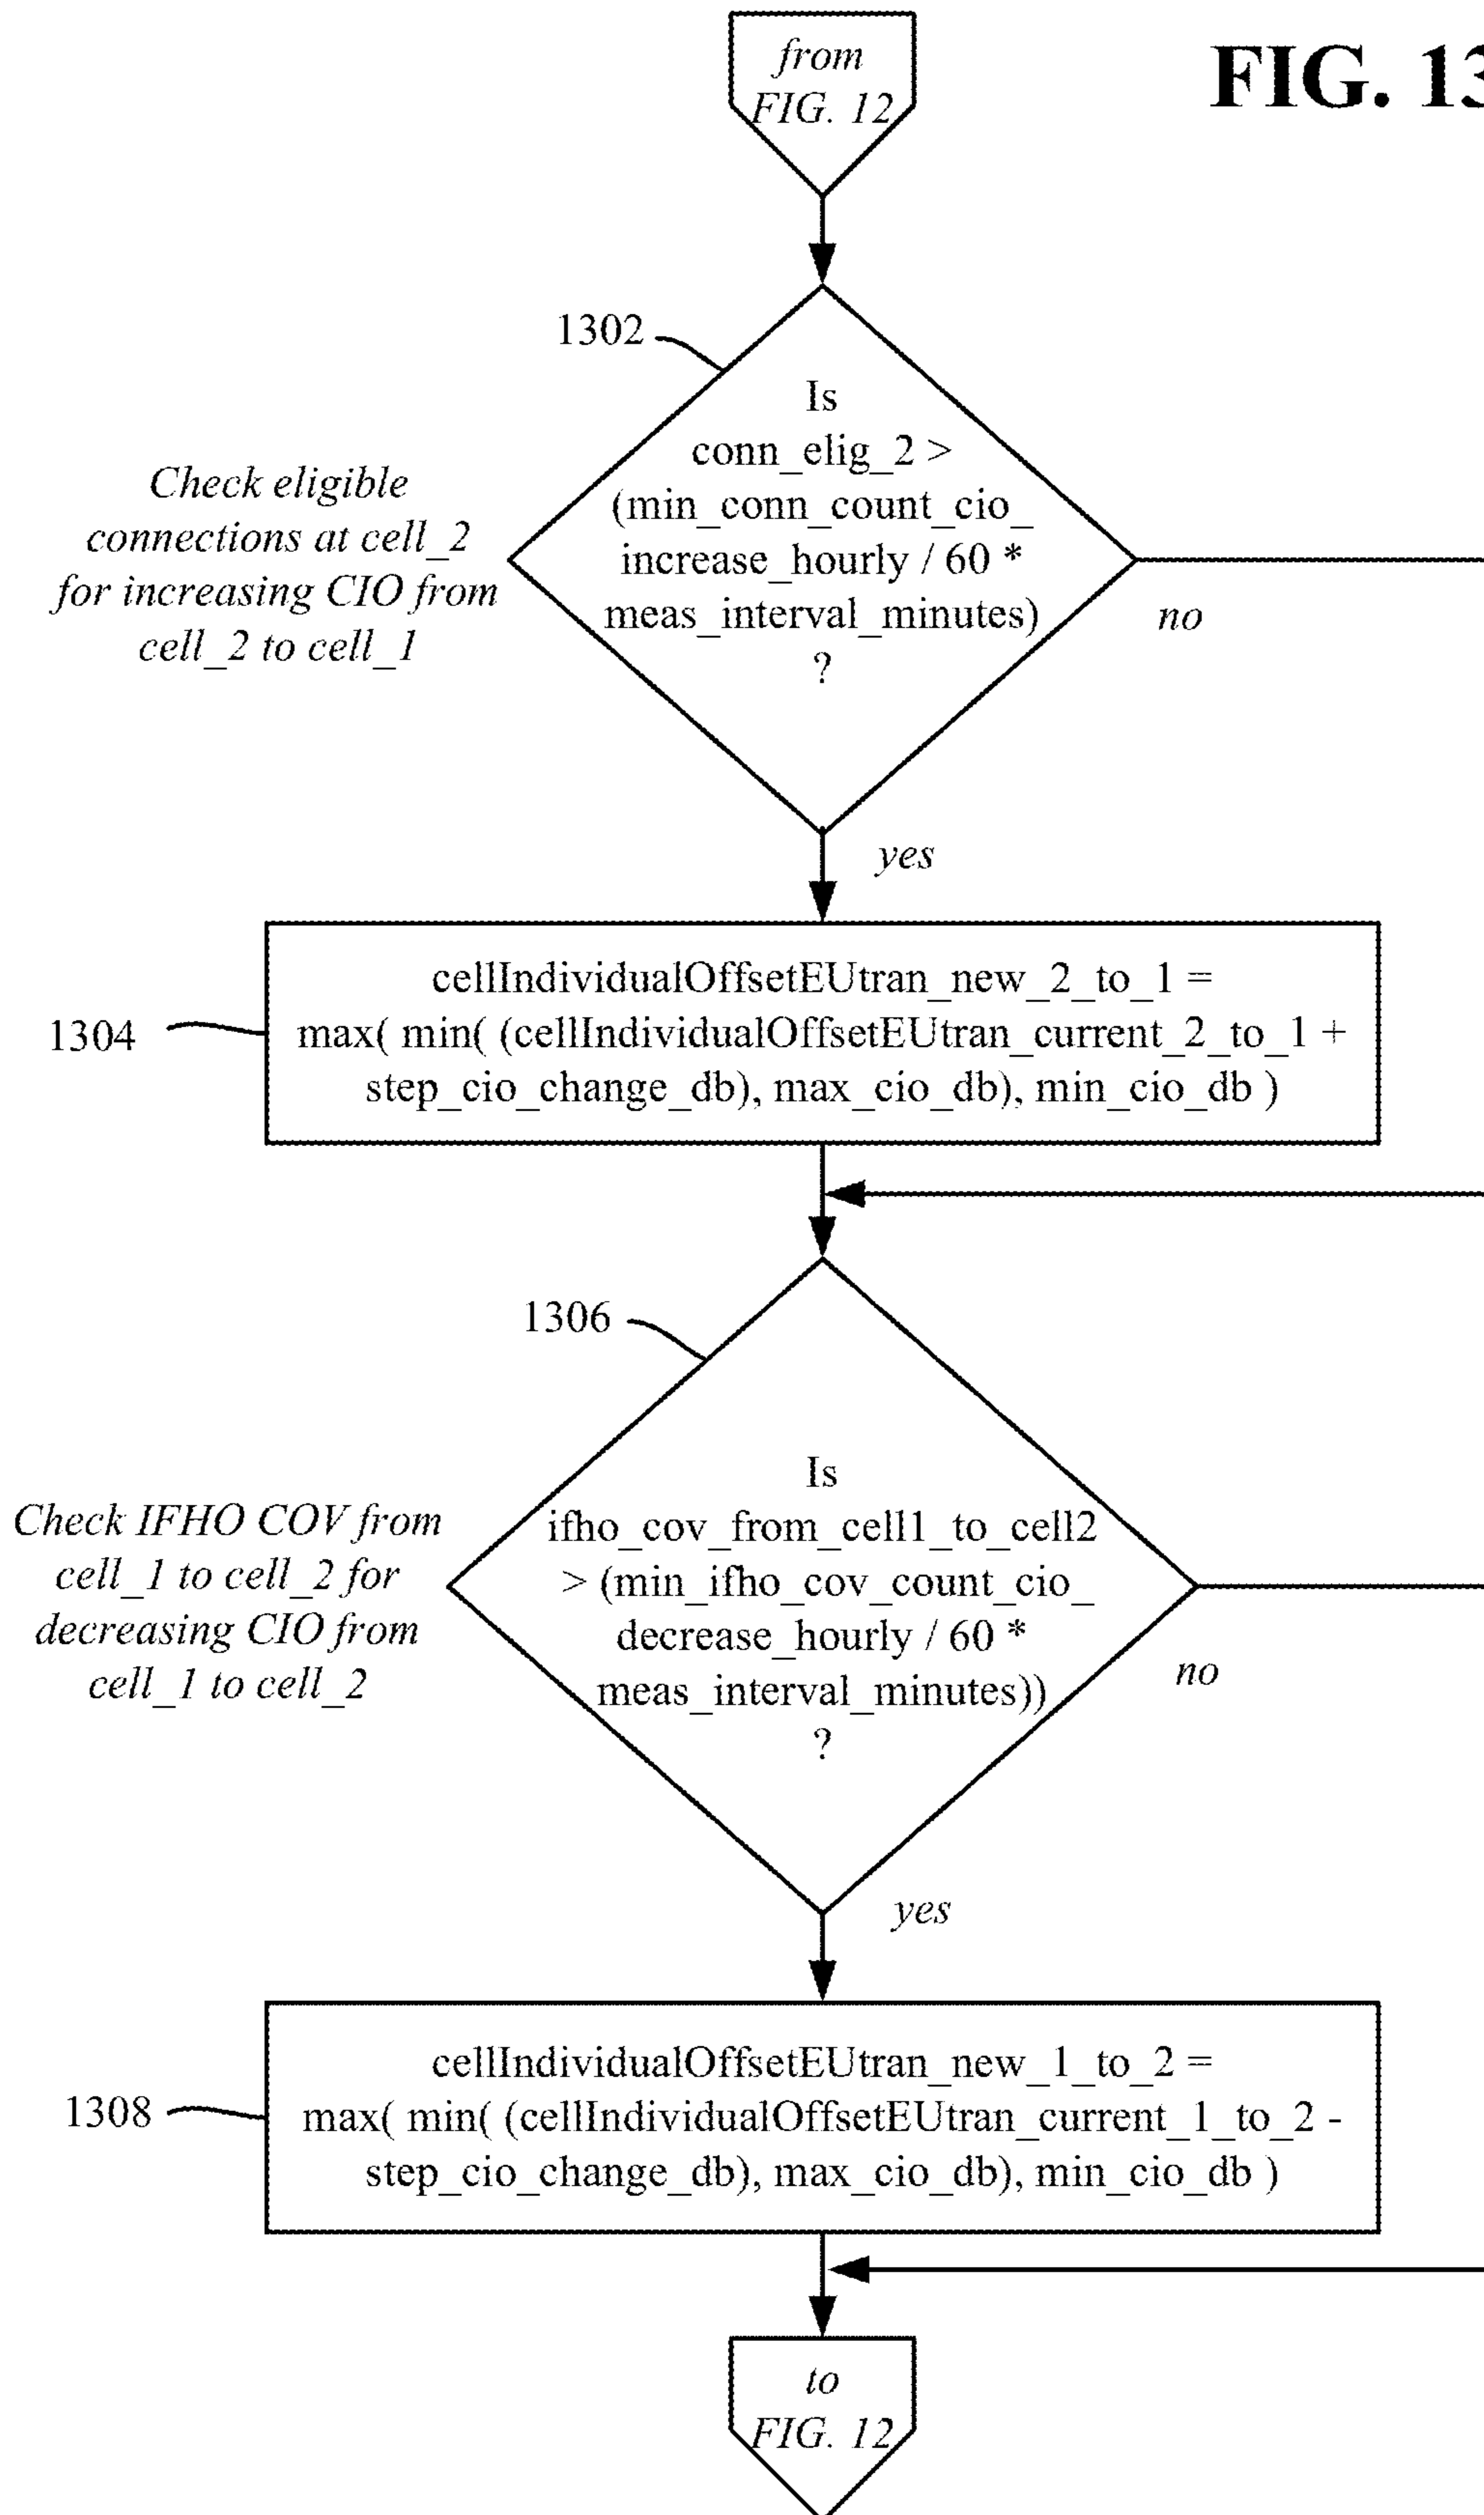 from
FIG. 12
FIG. 13
1302
Is
conn_elig_2 >
(min_conn_count_cio_
increase_hourly / 60 *
meas_interval_minutes)
?
Check eligible
connections at cell_2
for increasing CIO from
cell_2 to cell_1
no
yes
1304
cellIndividualOffsetEUtran_new_2_to_1 =
max( min( (cellIndividualOffsetEUtran_current_2_to_1 +
step_cio_change_db), max_cio_db), min_cio_db )
1306
Is
ifho_cov_from_cell1_to_cell2
> (min_ifho_cov_count_cio_
decrease_hourly / 60 *
meas_interval_minutes))
?
Check IFHO COV from
cell_1 to cell_2 for
decreasing CIO from
cell_1 to cell_2
no
yes
1308
cellIndividualOffsetEUtran_new_1_to_2 =
max( min( (cellIndividualOffsetEUtran_current_1_to_2 -
step_cio_change_db), max_cio_db), min_cio_db )
to
FIG. 12